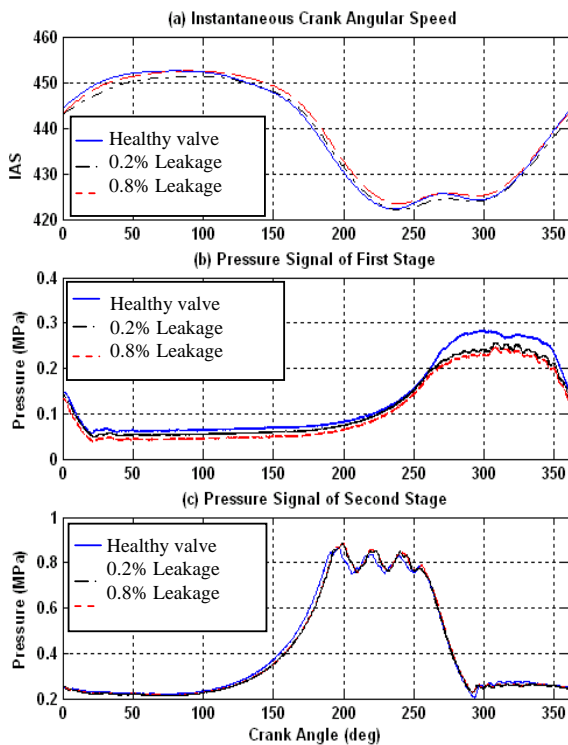 (a) Instantaneous Crank Angular Speed
460
450
440
430
420
IAS
Healthy valve
0.2% Leakage
0.8% Leakage
0 50 100 150 200 250 300 350
(b) Pressure Signal of First Stage
0.4
0.3
0.2
0.1
0
Pressure (MPa)
Healthy valve
0.2% Leakage
0.8% Leakage
0 50 100 150 200 250 300 350
(c) Pressure Signal of Second Stage
1
0.8
0.6
0.4
0.2
Pressure (MPa)
Healthy valve
0.2% Leakage
0.8% Leakage
0 50 100 150 200 250 300 350
Crank Angle (deg)